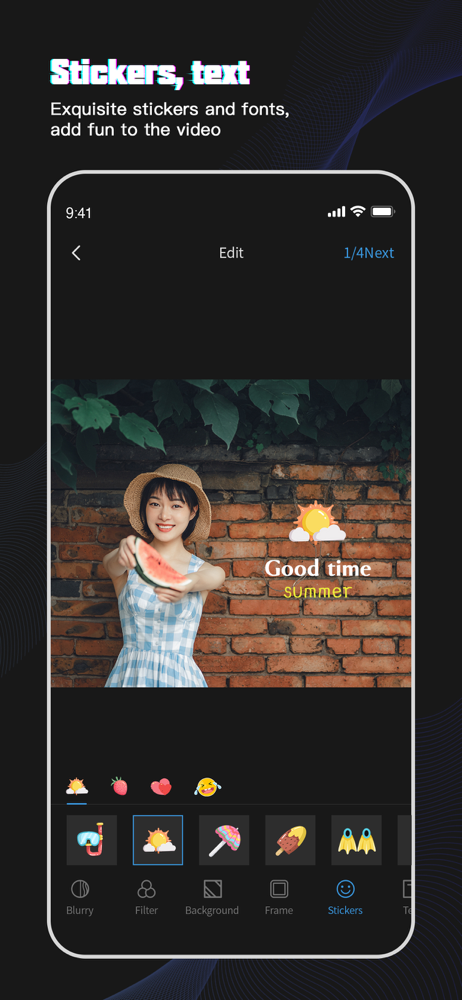 Stickers, text
Exquisite stickers and fonts,
add fun to the video
9:41
Edit
1/4Next
Good time
summer
Blurry
Filter
Background
Frame
Stickers